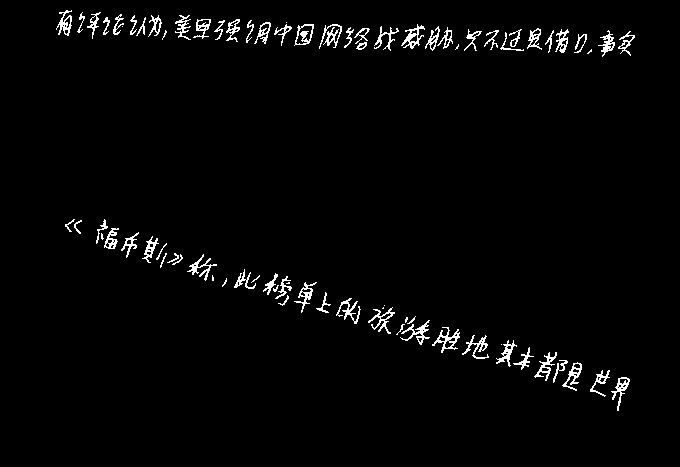 有评论认为,美军强调中国网络战威胁,只不过是借口,事实
《福布斯》称,此榜单上的旅游胜地基本都是世界